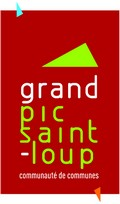 grand
pic
saint
-loup
communauté de communes